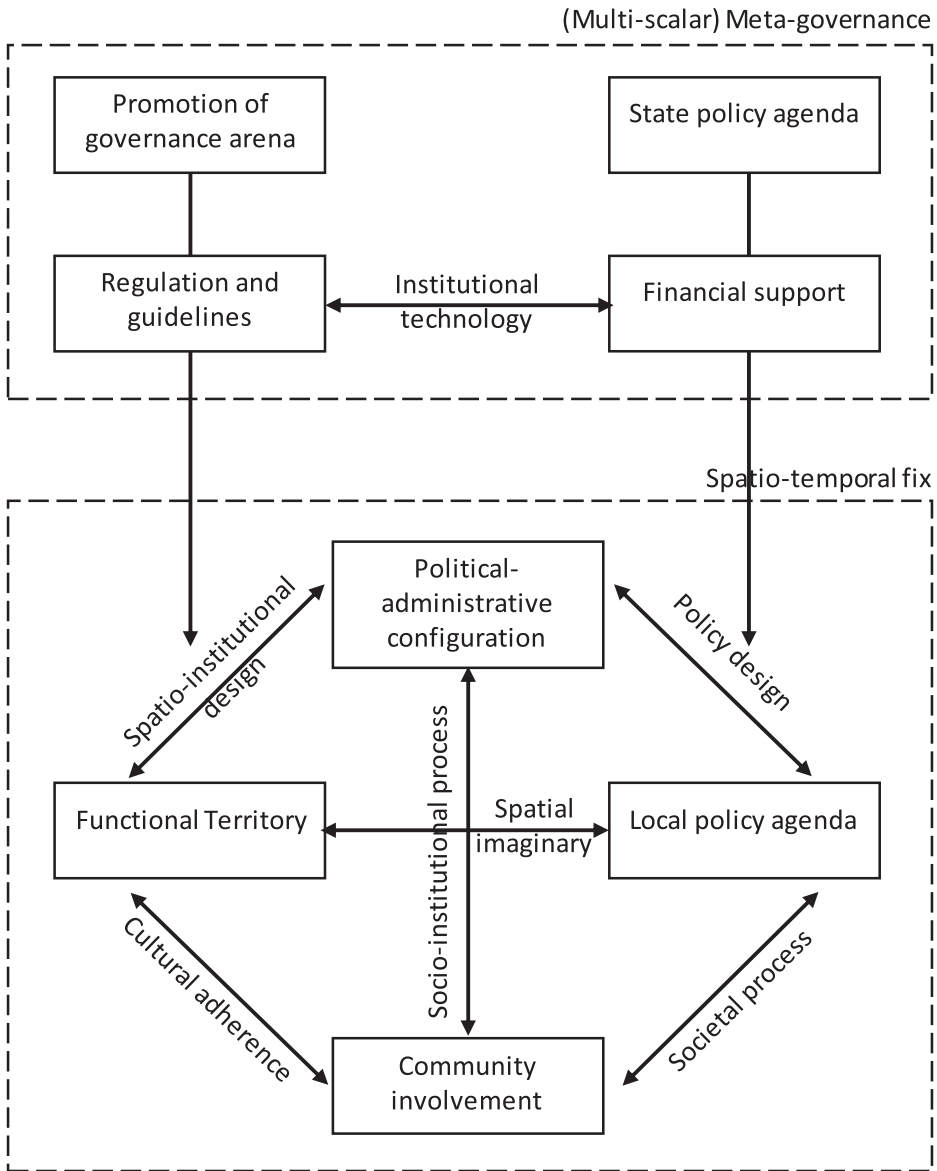 (Multi-scalar) Meta-governance
Promotion of
governance arena
State policy agenda
Regulation and
guidelines
Institutional
technology
Financial support
Spatio-temporal fix
Political-
administrative
configuration
Spatio-institutional
design
Policy design
Functional Territory
Socio-institutional process
Spatial
imaginary
Local policy agenda
Cultural adherence
Societal process
Community
involvement